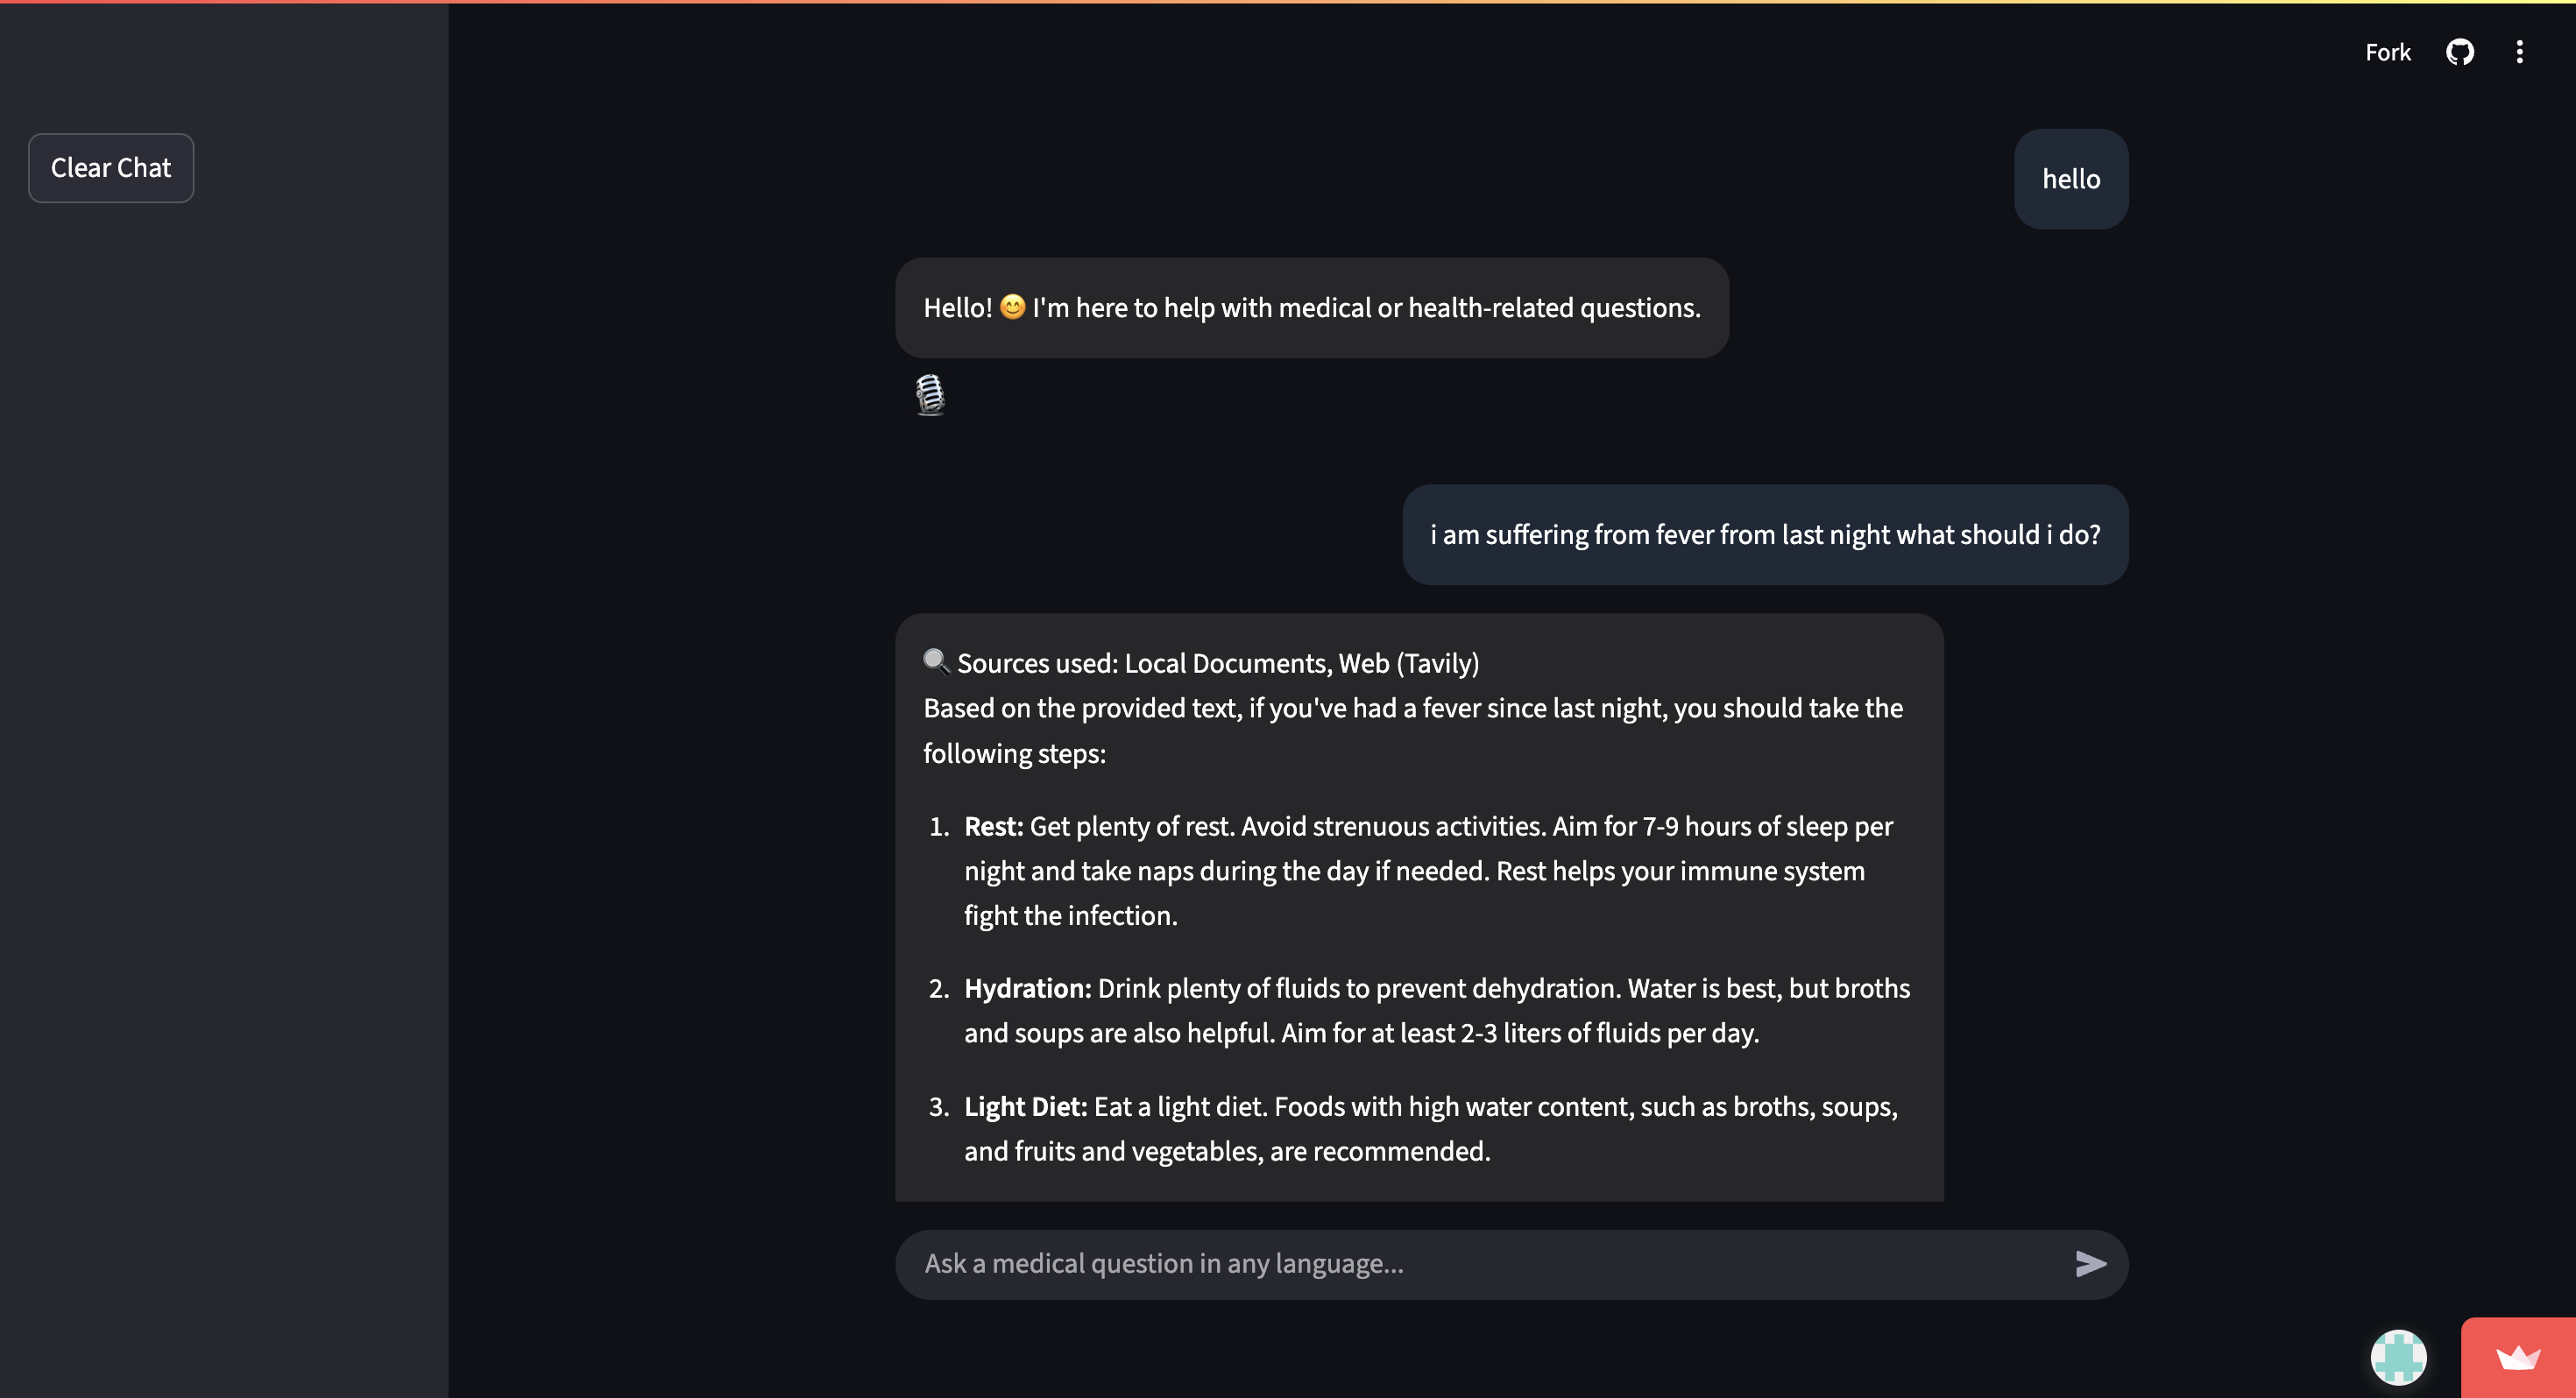 Fork
Clear Chat
hello
Hello! 😊 I'm here to help with medical or health-related questions.
i am suffering from fever from last night what should i do?
🔍 Sources used: Local Documents, Web (Tavily)
Based on the provided text, if you've had a fever since last night, you should take the
following steps:
1. Rest: Get plenty of rest. Avoid strenuous activities. Aim for 7-9 hours of sleep per
night and take naps during the day if needed. Rest helps your immune system
fight the infection.
2. Hydration: Drink plenty of fluids to prevent dehydration. Water is best, but broths
and soups are also helpful. Aim for at least 2-3 liters of fluids per day.
3. Light Diet: Eat a light diet. Foods with high water content, such as broths, soups,
and fruits and vegetables, are recommended.
Ask a medical question in any language...